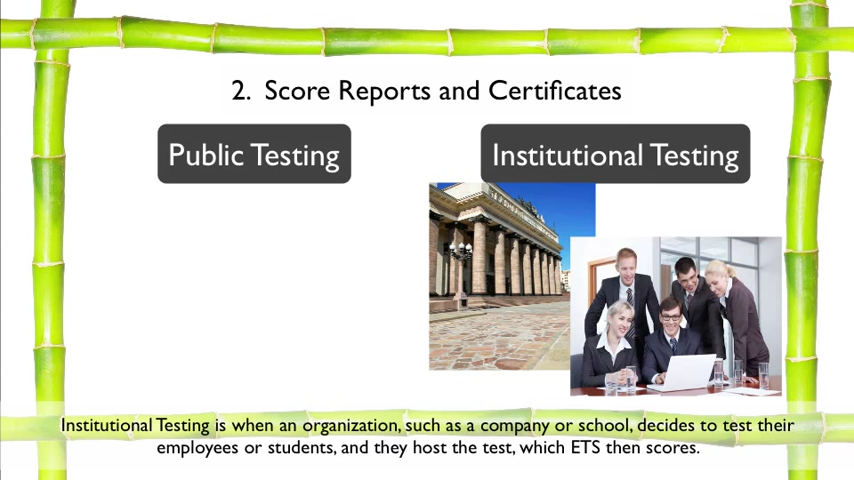 2. Score Reports and Certificates
Public Testing
Institutional Testing
Institutional Testing is when an organization, such as a company or school, decides to test their
employees or students, and they host the test, which ETS then scores.